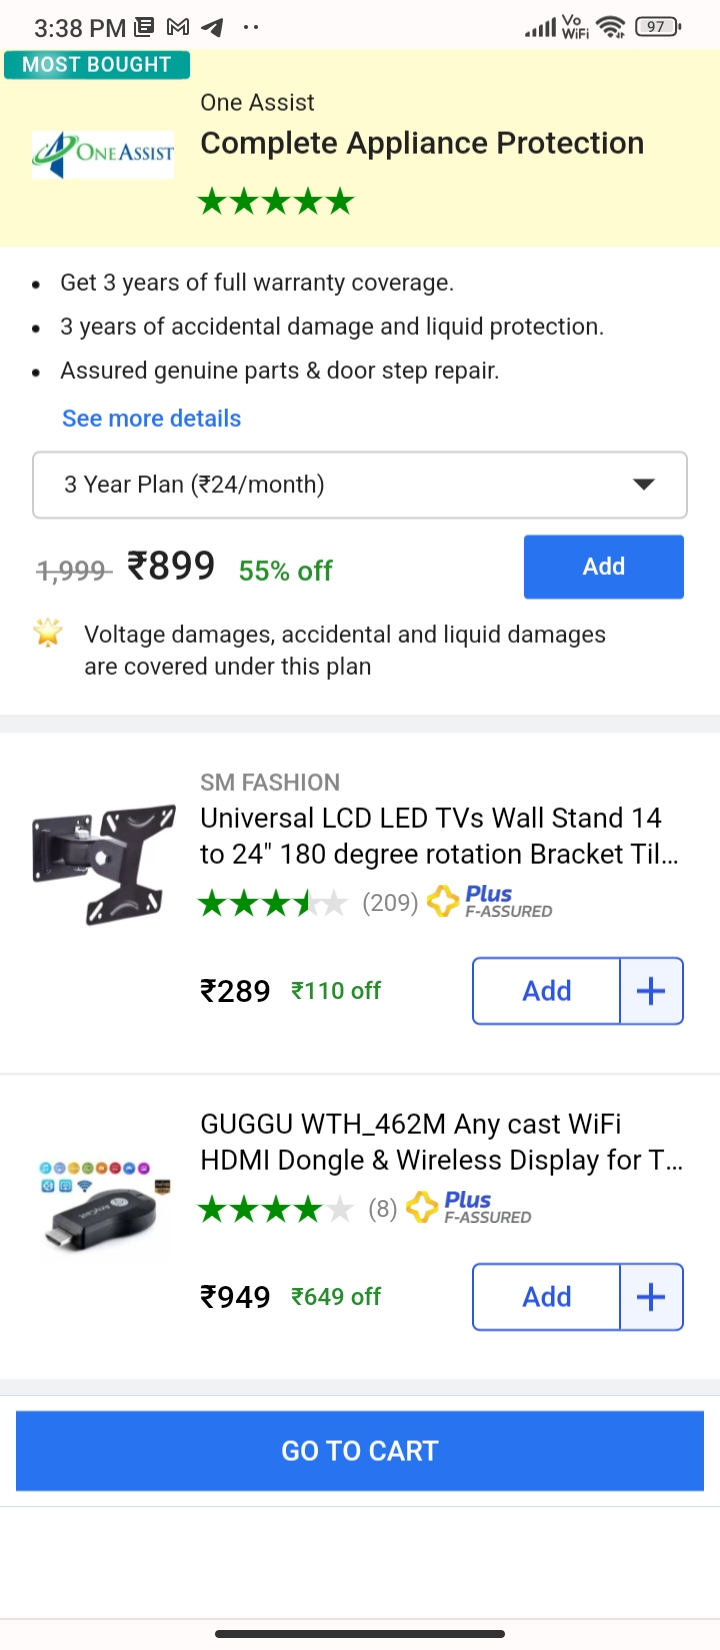 3:38 PM
Vo
WiFi
97
MOST BOUGHT
One Assist
ONEASSIST
Complete Appliance Protection
Get 3 years of full warranty coverage.
3 years of accidental damage and liquid protection.
Assured genuine parts & door step repair.
See more details
3 Year Plan (₹24/month)
1,999 ₹899 55% off
Add
Voltage damages, accidental and liquid damages
are covered under this plan
SM FASHION
Universal LCD LED TVs Wall Stand 14
to 24" 180 degree rotation Bracket Til...
(209) Plus
F-ASSURED
₹289 ₹110 off Add +
GUGGU WTH_462M Any cast WiFi
HDMI Dongle & Wireless Display for T...
(8) Plus
F-ASSURED
₹949 ₹649 off Add +
GO TO CART